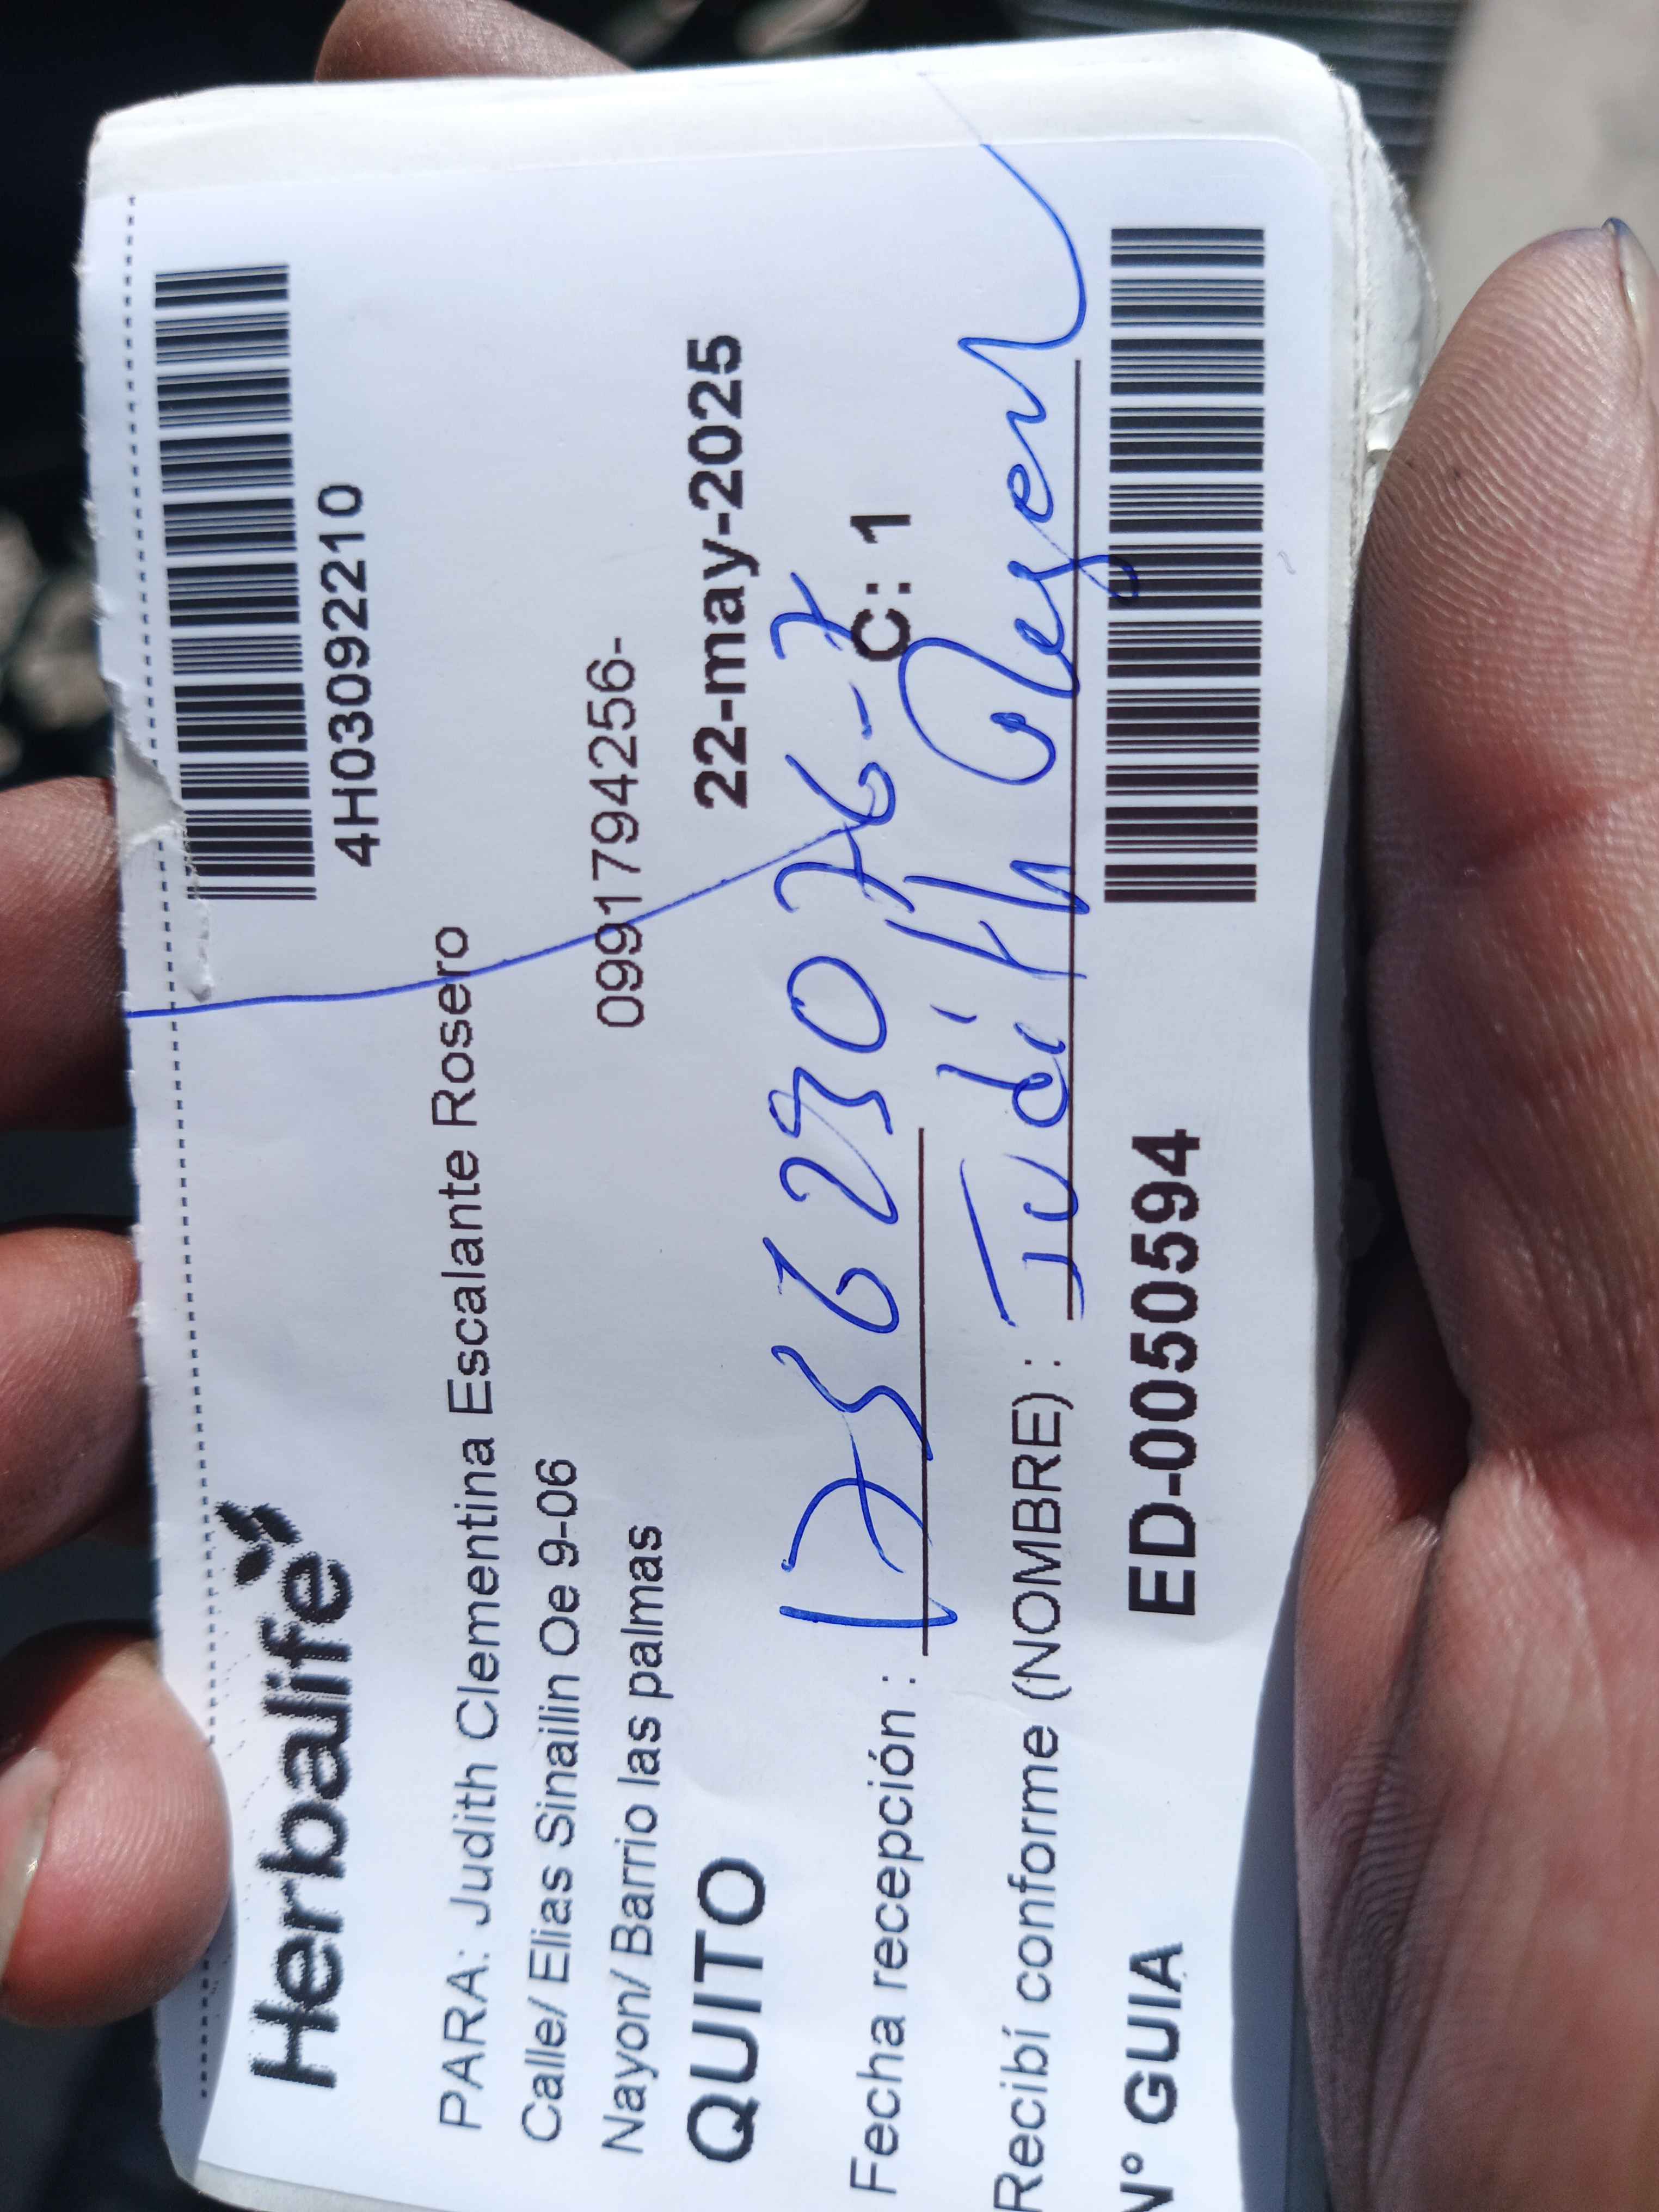 Herbalife
4H03092210
PARA: Judith Clementina Escalante Rosero
Calle/ Elias Sinailin Oe 9-06
Nayon/ Barrio las palmas
0991794256-
QUITO
22-may-2025
Fecha recepción :
C: 1
Recibí conforme (NOMBRE) : Judith
N° GUIA
ED-0050594